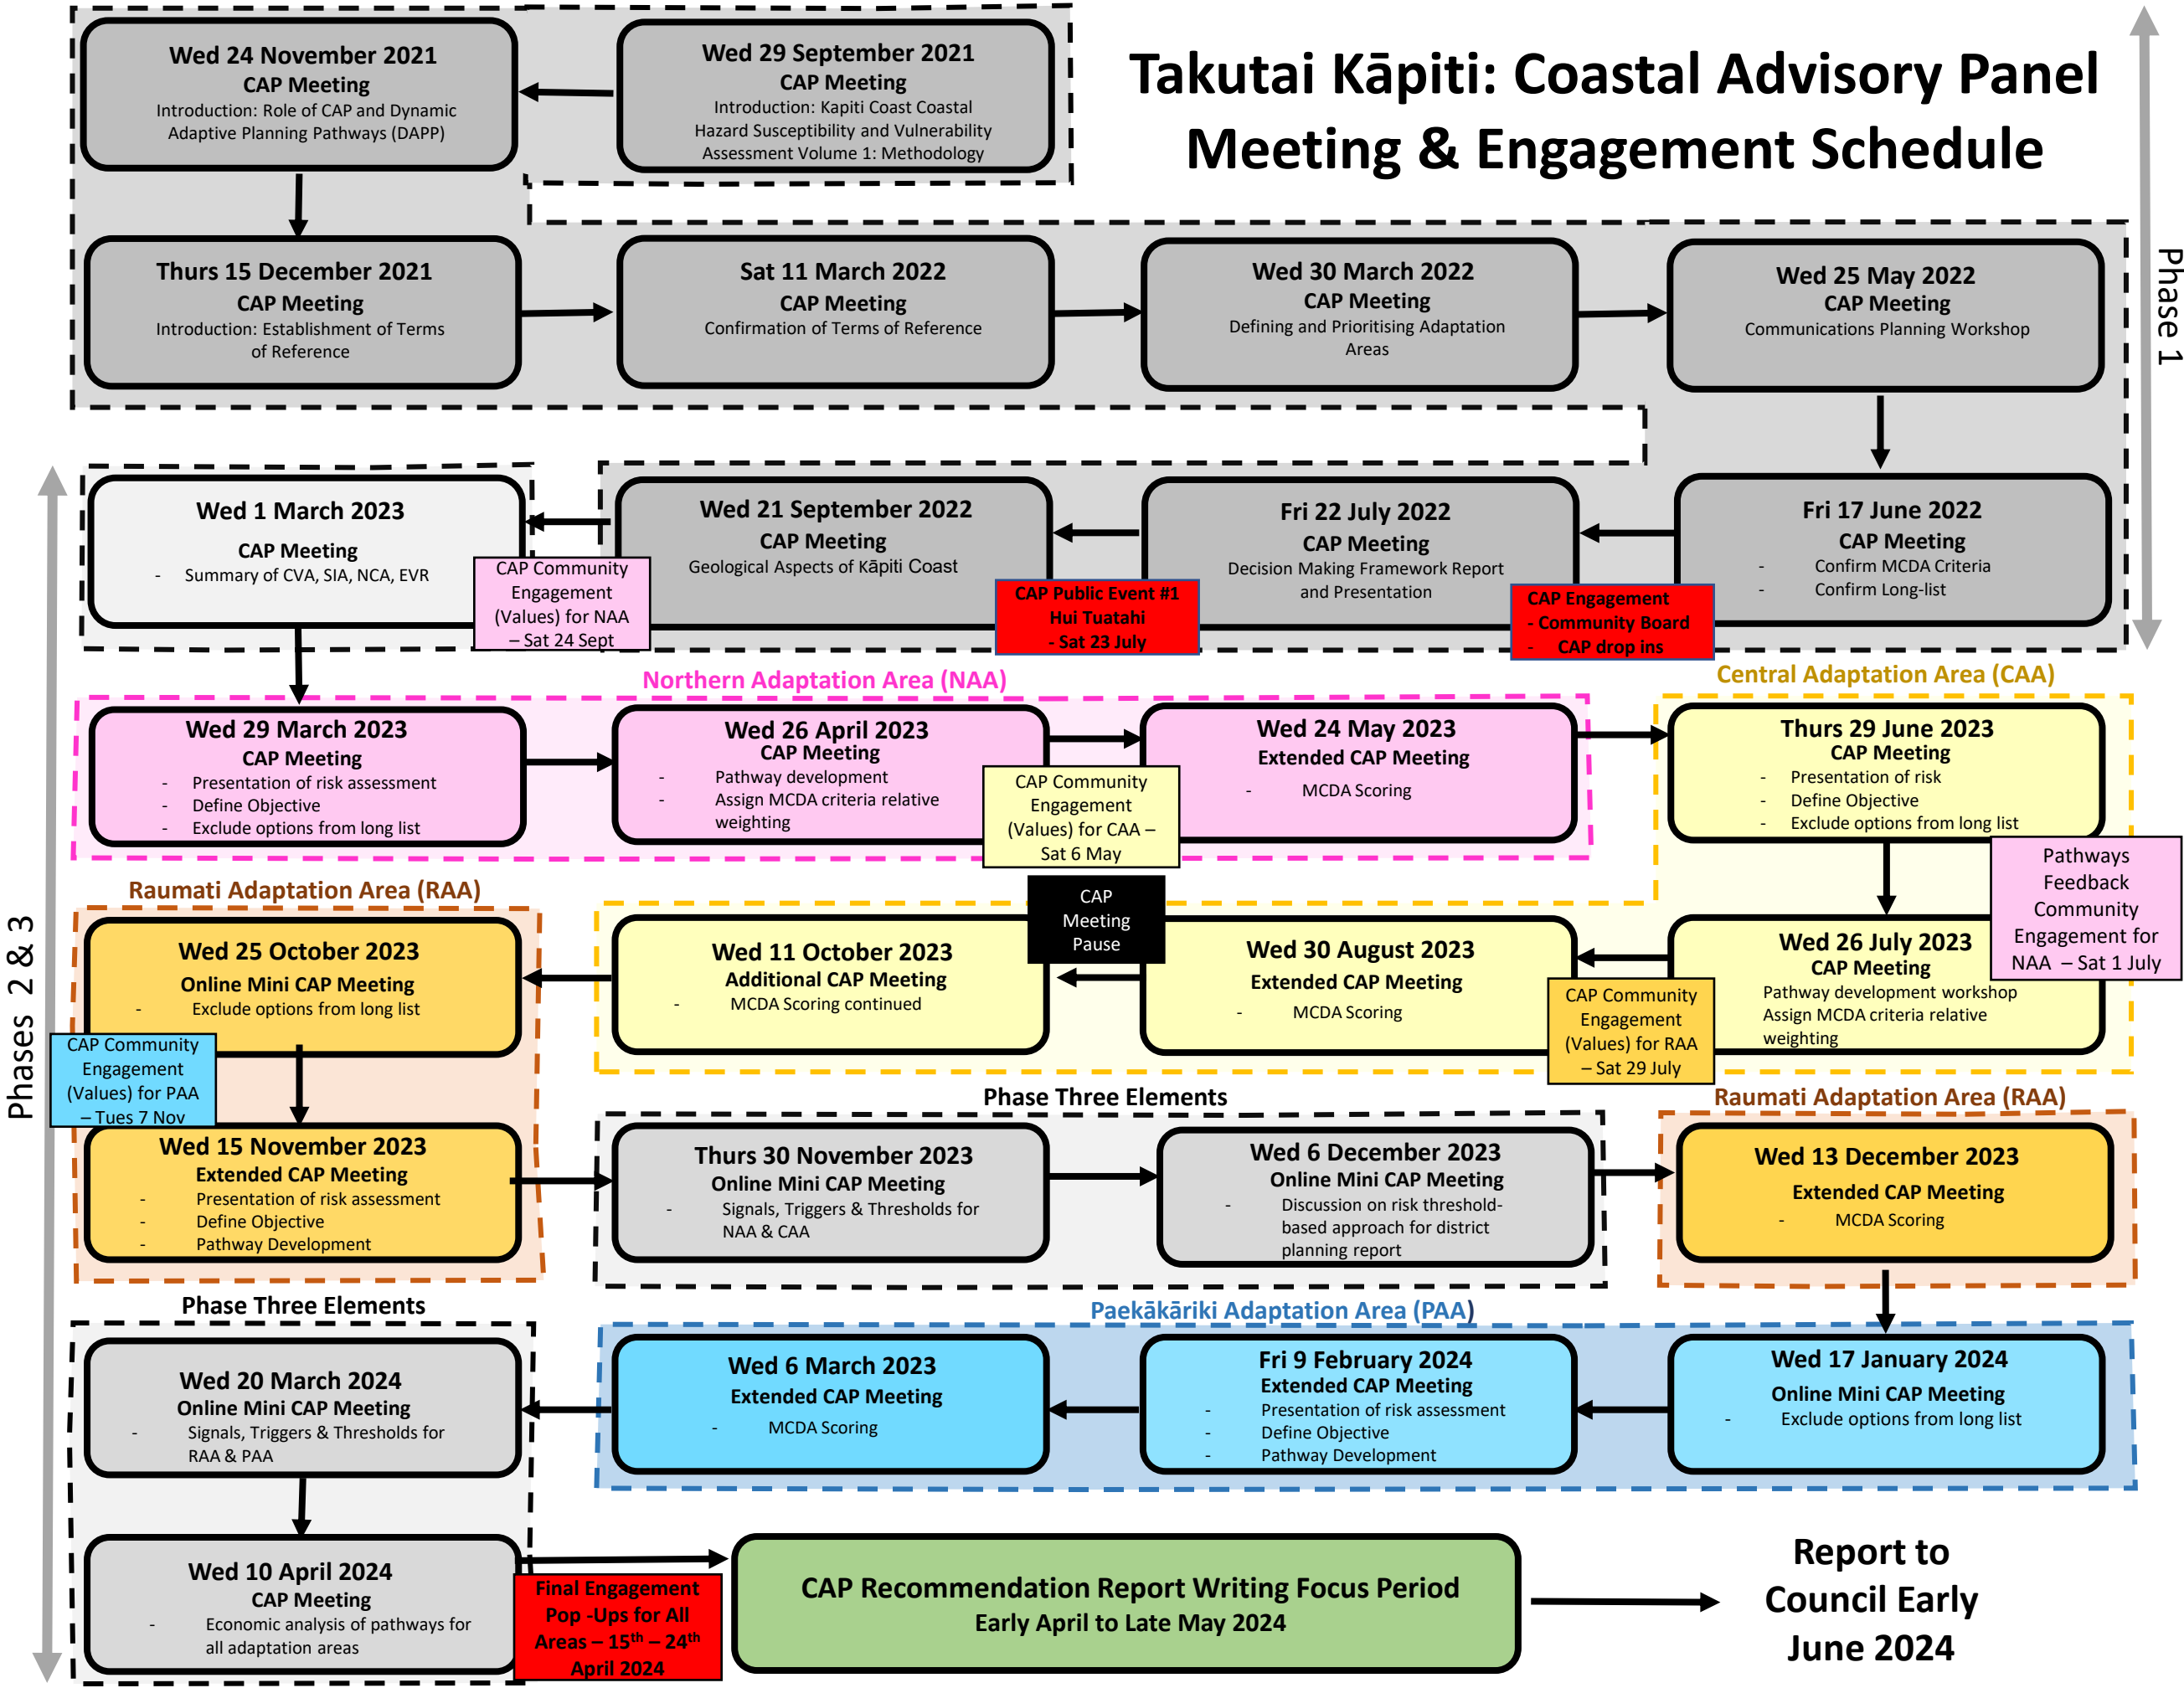 Takutai Kāpiti: Coastal Advisory Panel
Meeting & Engagement Schedule
Phase 1
Wed 29 September 2021
CAP Meeting
Introduction: Kapiti Coast Coastal
Hazard Susceptibility and Vulnerability
Assessment Volume 1: Methodology
Wed 24 November 2021
CAP Meeting
Introduction: Role of CAP and Dynamic
Adaptive Planning Pathways (DAPP)
Thurs 15 December 2021
CAP Meeting
Introduction: Establishment of Terms
of Reference
Sat 11 March 2022
CAP Meeting
Confirmation of Terms of Reference
Wed 30 March 2022
CAP Meeting
Defining and Prioritising Adaptation
Areas
Wed 25 May 2022
CAP Meeting
Communications Planning Workshop
Fri 17 June 2022
CAP Meeting
- Confirm MCDA Criteria
- Confirm Long-list
CAP Engagement
- Community Board
- CAP drop ins
Fri 22 July 2022
CAP Meeting
Decision Making Framework Report
and Presentation
CAP Public Event #1
Hui Tuatahi
- Sat 23 July
Wed 21 September 2022
CAP Meeting
Geological Aspects of Kāpiti Coast
CAP Community
Engagement
(Values) for NAA
– Sat 24 Sept
Wed 1 March 2023
CAP Meeting
- Summary of CVA, SIA, NCA, EVR
Phases 2 & 3
Northern Adaptation Area (NAA)
Wed 29 March 2023
CAP Meeting
- Presentation of risk assessment
- Define Objective
- Exclude options from long list
Wed 26 April 2023
CAP Meeting
- Pathway development
- Assign MCDA criteria relative
weighting
CAP Community
Engagement
(Values) for CAA –
Sat 6 May
Wed 24 May 2023
Extended CAP Meeting
- MCDA Scoring
Central Adaptation Area (CAA)
Thurs 29 June 2023
CAP Meeting
- Presentation of risk
- Define Objective
- Exclude options from long list
Pathways
Feedback
Community
Engagement for
NAA – Sat 1 July
Wed 26 July 2023
CAP Meeting
Pathway development workshop
Assign MCDA criteria relative
weighting
CAP Community
Engagement
(Values) for RAA
– Sat 29 July
Wed 30 August 2023
Extended CAP Meeting
- MCDA Scoring
CAP
Meeting
Pause
Wed 11 October 2023
Additional CAP Meeting
- MCDA Scoring continued
Raumati Adaptation Area (RAA)
Wed 25 October 2023
Online Mini CAP Meeting
- Exclude options from long list
CAP Community
Engagement
(Values) for PAA
– Tues 7 Nov
Wed 15 November 2023
Extended CAP Meeting
- Presentation of risk assessment
- Define Objective
- Pathway Development
Phase Three Elements
Thurs 30 November 2023
Online Mini CAP Meeting
- Signals, Triggers & Thresholds for
NAA & CAA
Wed 6 December 2023
Online Mini CAP Meeting
- Discussion on risk threshold-
based approach for district
planning report
Raumati Adaptation Area (RAA)
Wed 13 December 2023
Extended CAP Meeting
- MCDA Scoring
Paekākāriki Adaptation Area (PAA)
Wed 17 January 2024
Online Mini CAP Meeting
- Exclude options from long list
Fri 9 February 2024
Extended CAP Meeting
- Presentation of risk assessment
- Define Objective
- Pathway Development
Wed 6 March 2023
Extended CAP Meeting
- MCDA Scoring
Phase Three Elements
Wed 20 March 2024
Online Mini CAP Meeting
- Signals, Triggers & Thresholds for
RAA & PAA
Wed 10 April 2024
CAP Meeting
- Economic analysis of pathways for
all adaptation areas
Final Engagement
Pop -Ups for All
Areas – 15th – 24th
April 2024
CAP Recommendation Report Writing Focus Period
Early April to Late May 2024
Report to
Council Early
June 2024